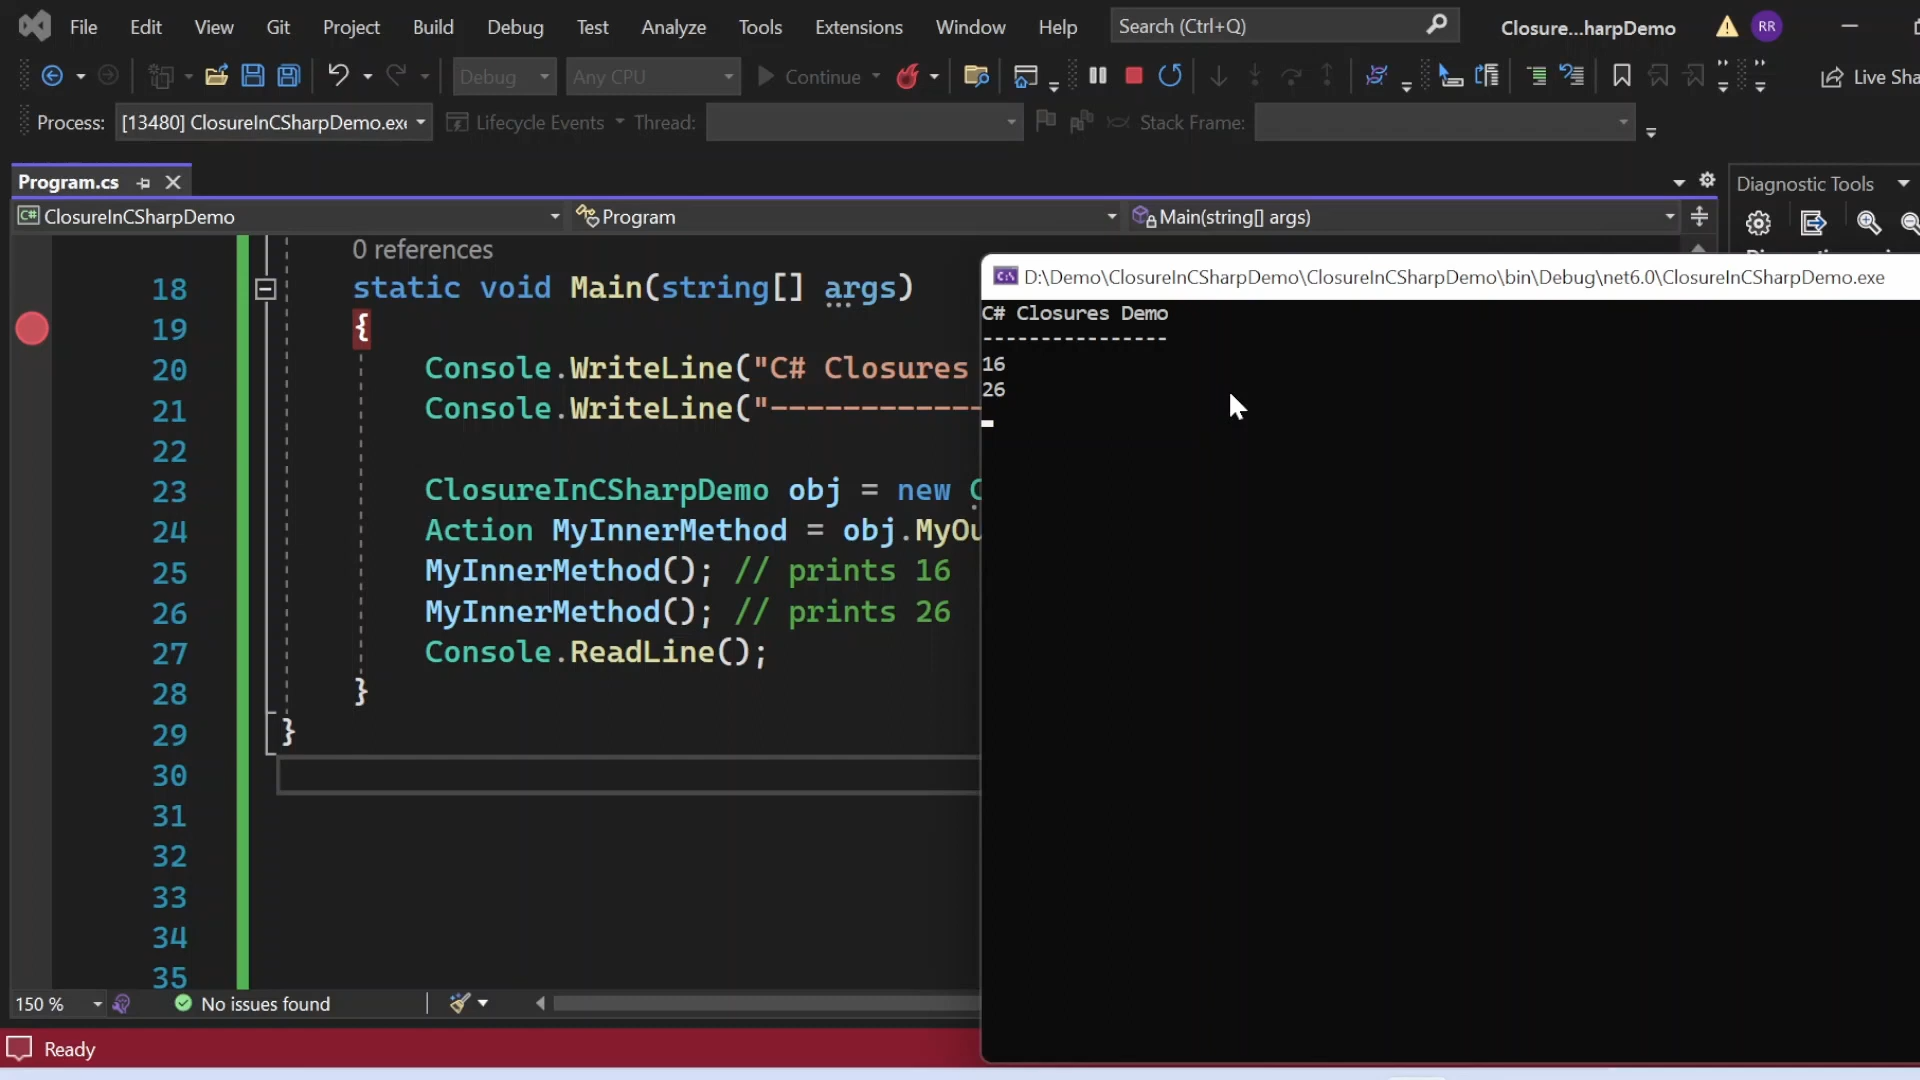 File Edit View Git Project Build Debug Test Analyze Tools Extensions Window Help Search (Ctrl+Q) Closure...harpDemo RR
Debug Any CPU Continue Live Sha
Process: [13480] ClosureInCSharpDemo.exe Lifecycle Events Thread: Stack Frame:
Program.cs
Diagnostic Tools
C# ClosureInCSharpDemo Program Main(string[] args)
0 references
18 static void Main(string[] args)
19 {
20 Console.WriteLine("C# Closures
21 Console.WriteLine("------------
22
23 ClosureInCSharpDemo obj = new C
24 Action MyInnerMethod = obj.MyOu
25 MyInnerMethod(); // prints 16
26 MyInnerMethod(); // prints 26
27 Console.ReadLine();
28 }
29 }
30
31
32
33
34
35
D:\Demo\ClosureInCSharpDemo\ClosureInCSharpDemo\bin\Debug\net6.0\ClosureInCSharpDemo.exe
C# Closures Demo
----------------
16
26
150 % No issues found
Ready